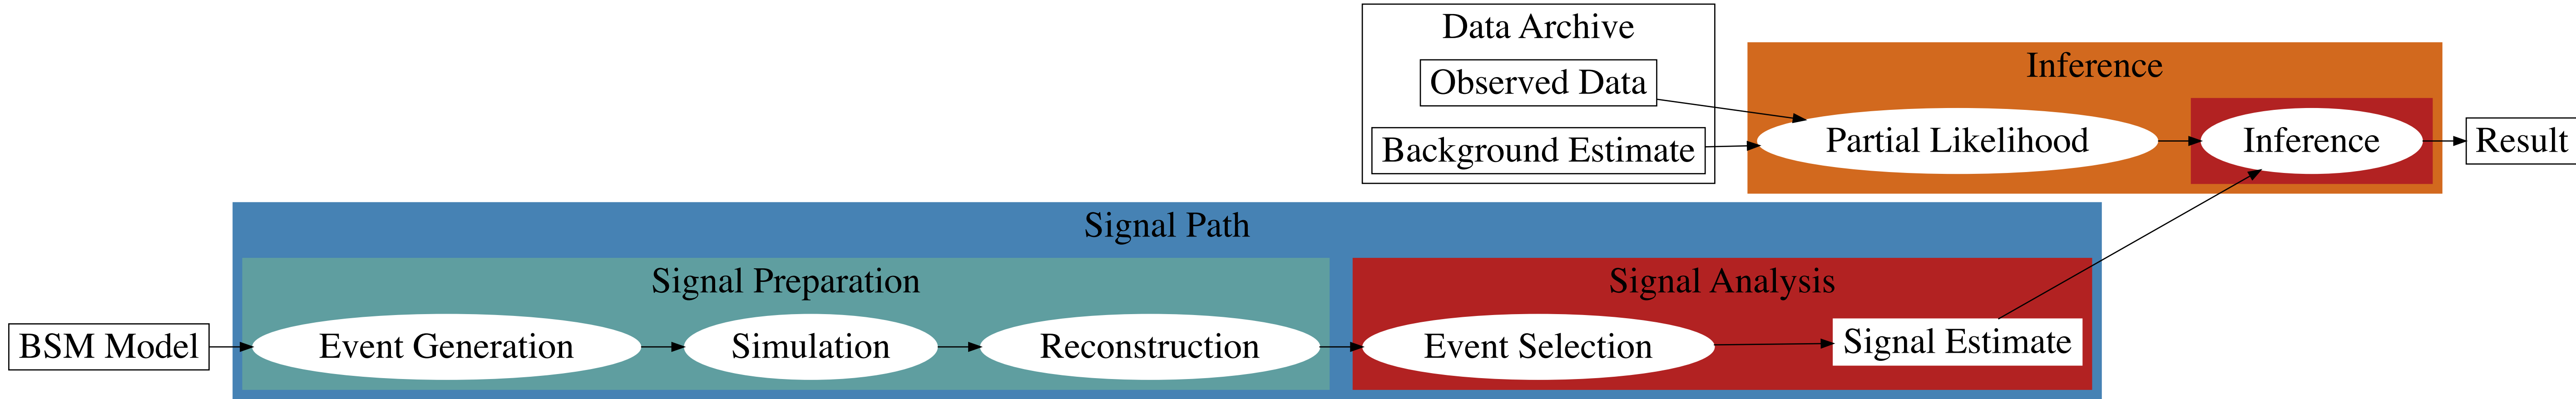 Data Archive
Observed Data
Background Estimate
Inference
Partial Likelihood
Inference
Result
Signal Path
Signal Preparation
Signal Analysis
BSM Model
Event Generation
Simulation
Reconstruction
Event Selection
Signal Estimate